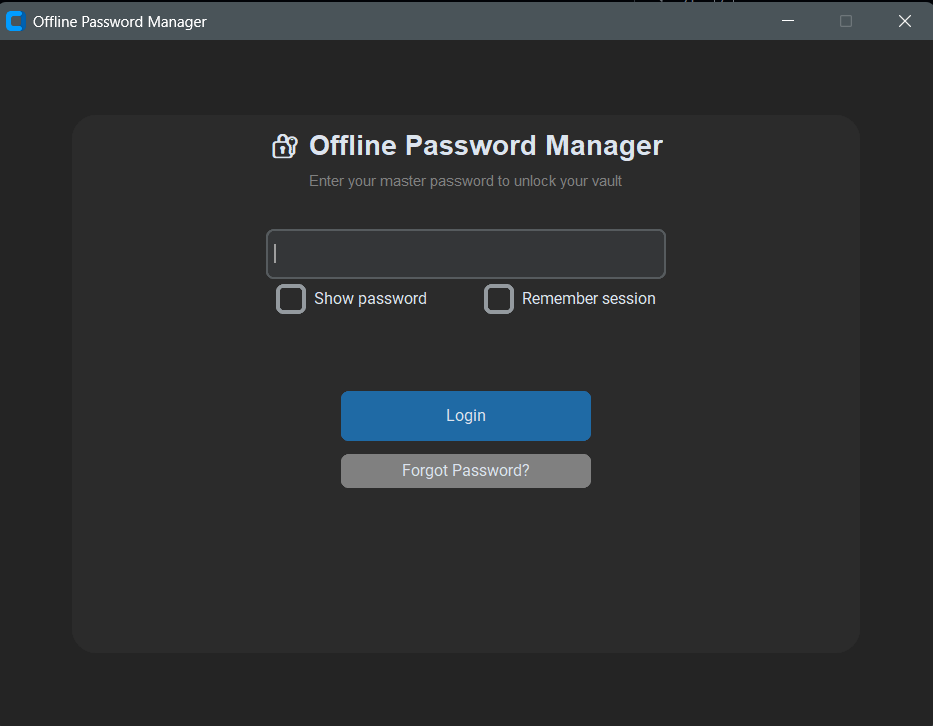 Offline Password Manager
Offline Password Manager
Enter your master password to unlock your vault
Show password
Remember session
Login
Forgot Password?